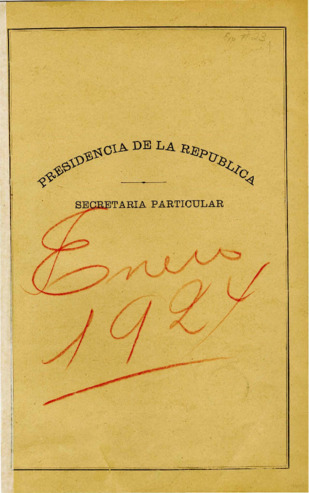 PRESIDENCIA DE LA REPUBLICA
SECRETARIA PARTICULAR
Enero
1924